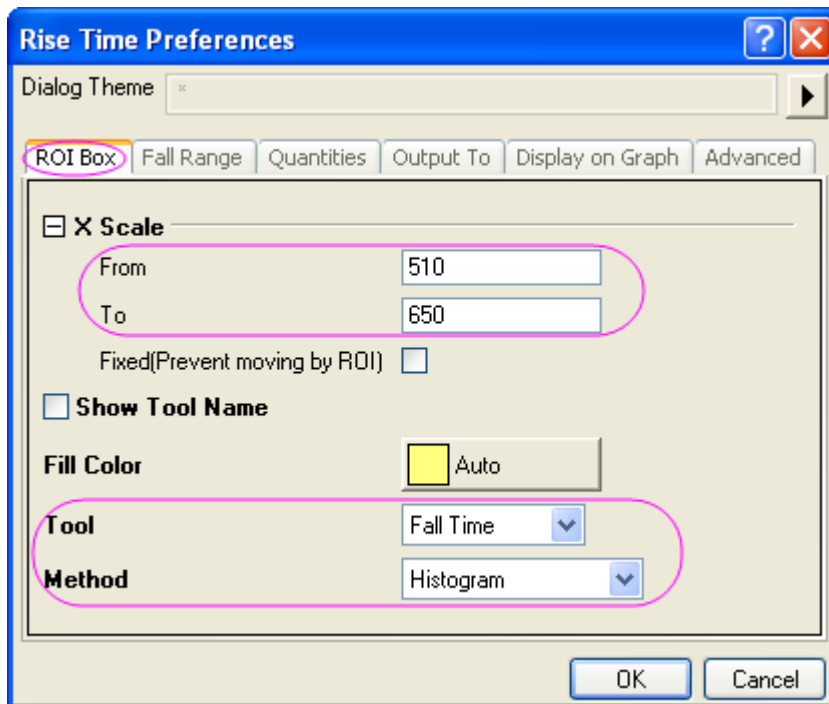 Rise Time Preferences
Dialog Theme *
ROI Box Fall Range Quantities Output To Display on Graph Advanced
X Scale
From 510
To 650
Fixed(Prevent moving by ROI)
Show Tool Name
Fill Color Auto
Tool Fall Time
Method Histogram
OK Cancel